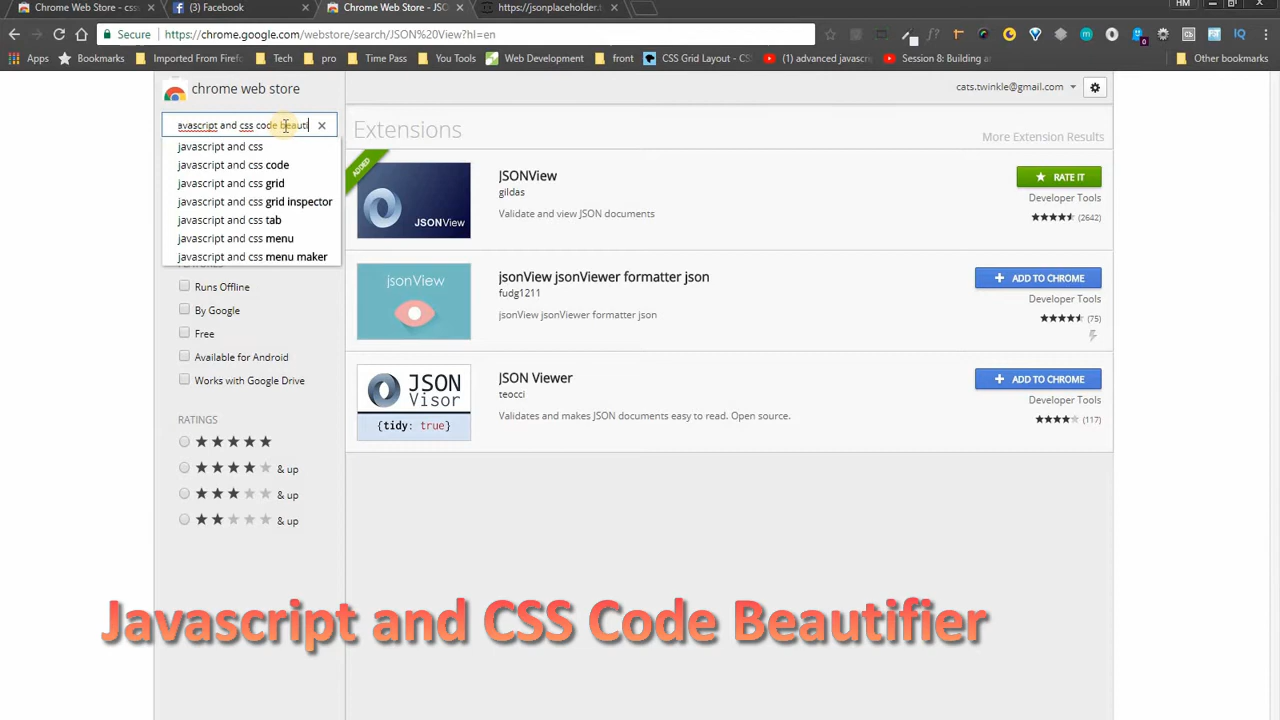 Chrome Web Store - css
(3) Facebook
Chrome Web Store - JSO
https://jsonplaceholder.t
HM
Secure
https://chrome.google.com/webstore/search/JSON%20View?hl=en
Apps
Bookmarks
Imported From Firefo
Tech
pro
Time Pass
You Tools
Web Development
front
CSS Grid Layout - CSS
(1) advanced javascri
Session 8: Building a
Other bookmarks
chrome web store
cats.twinkle@gmail.com
avascript and css code beauti
javascript and css
javascript and css code
javascript and css grid
javascript and css grid inspector
javascript and css tab
javascript and css menu
javascript and css menu maker
Runs Offline
By Google
Free
Available for Android
Works with Google Drive
RATINGS
& up
& up
& up
Extensions
More Extension Results
ADDED
JSONView
JSONView
gildas
Validate and view JSON documents
RATE IT
Developer Tools
(2642)
jsonView
jsonView jsonViewer formatter json
fudg1211
jsonView jsonViewer formatter json
ADD TO CHROME
Developer Tools
(75)
JSON
Visor
{tidy: true}
JSON Viewer
teocci
Validates and makes JSON documents easy to read. Open source.
ADD TO CHROME
Developer Tools
(117)
Javascript and CSS Code Beautifier